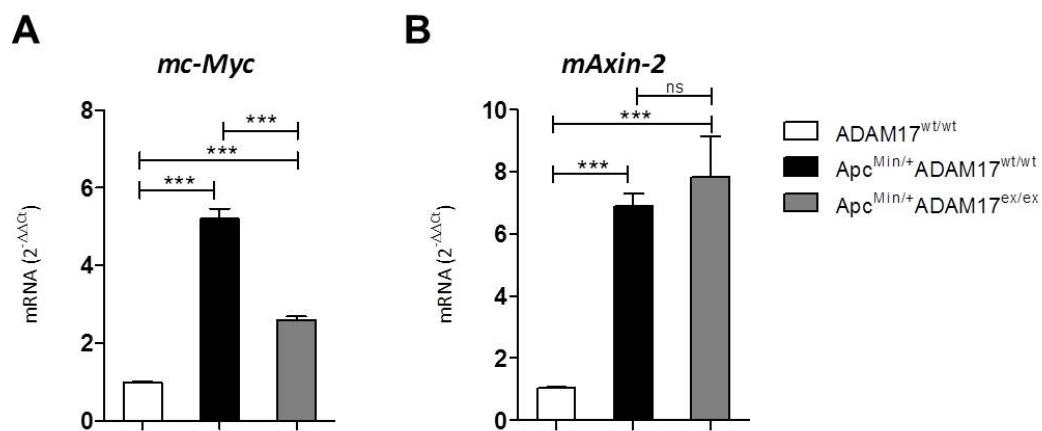 A
mc-Myc
mRNA (2^-ΔΔCt)
8
6
4
2
0
***
***
***
B
mAxin-2
mRNA (2^-ΔΔCt)
10
8
6
4
2
0
ns
***
***
ADAM17^wt/wt
Apc^Min/+ADAM17^wt/wt
Apc^Min/+ADAM17^ex/ex